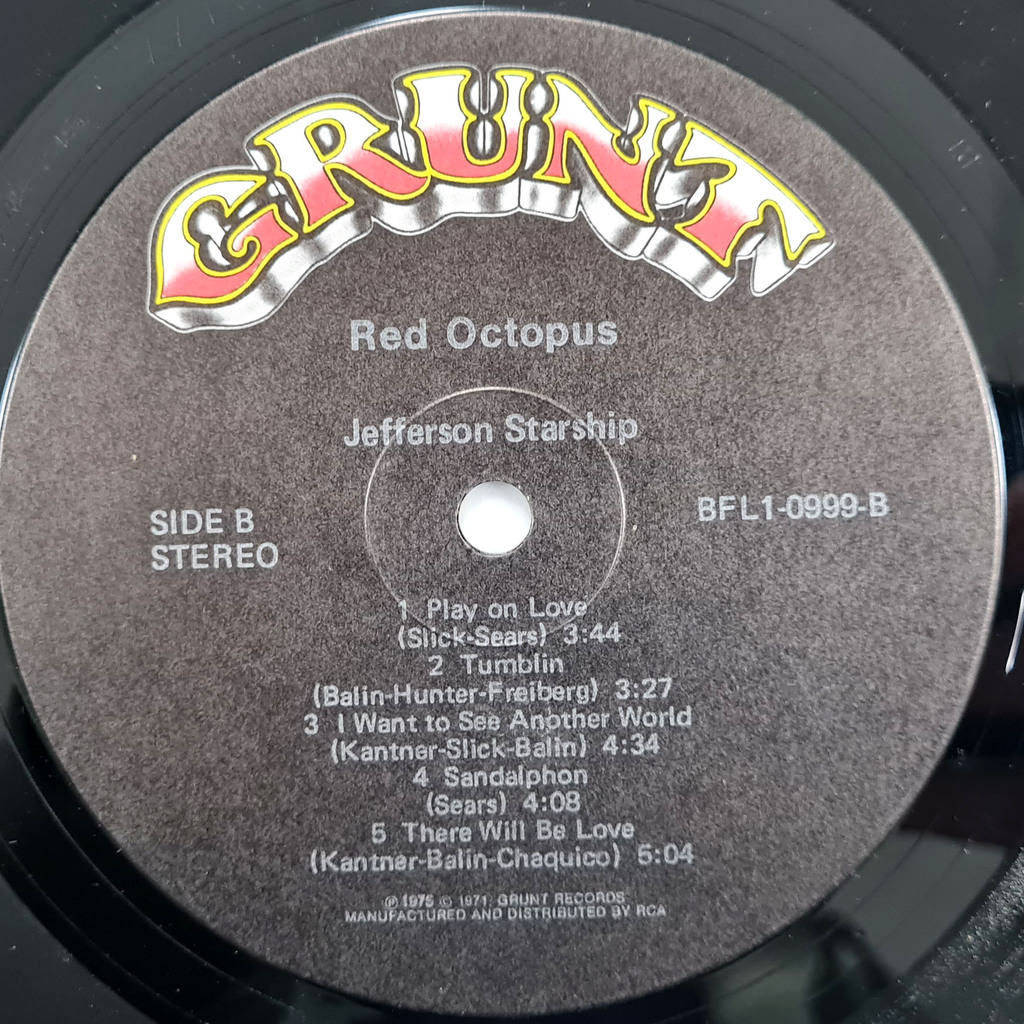 GRUNT
Red Octopus
Jefferson Starship
SIDE B
STEREO
BFL1-0999-B
1 Play on Love
(Slick-Sears) 3:44
2 Tumblin
(Balin-Hunter-Freiberg) 3:27
3 I Want to See Another World
(Kantner-Slick-Balin) 4:34
4 Sandalphon
(Sears) 4:08
5 There Will Be Love
(Kantner-Balin-Chaquico) 5:04
℗ 1975 © 1971, GRUNT RECORDS
MANUFACTURED AND DISTRIBUTED BY RCA